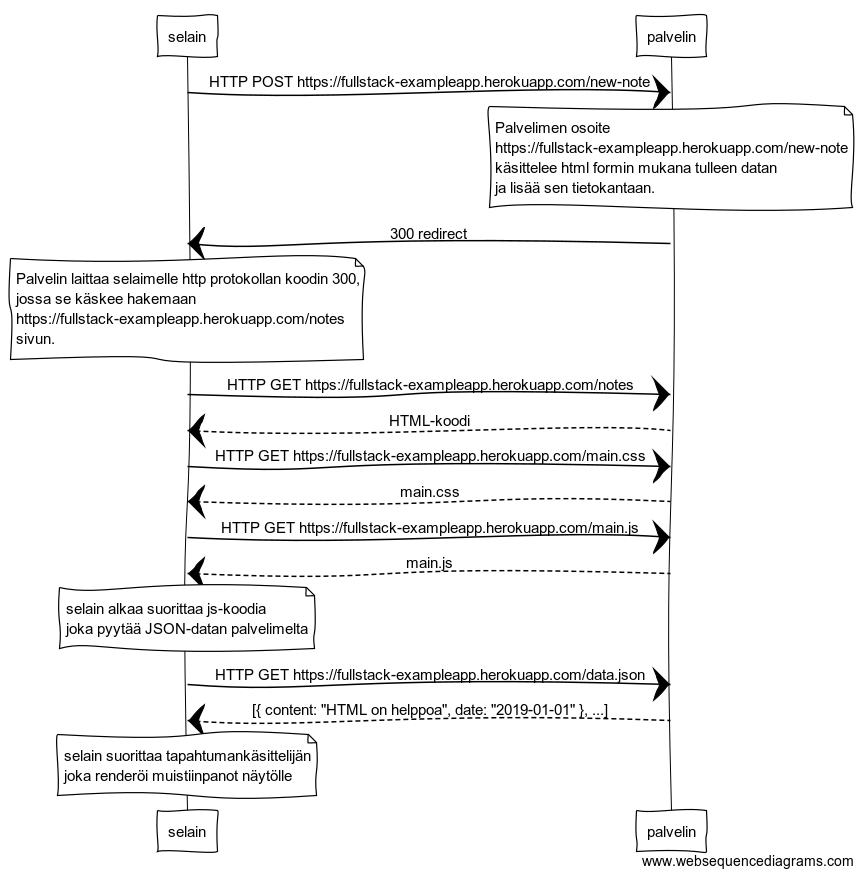 selain
palvelin
HTTP POST https://fullstack-exampleapp.herokuapp.com/new-note
Palvelimen osoite
https://fullstack-exampleapp.herokuapp.com/new-note
käsittelee html formin mukana tulleen datan
ja lisää sen tietokantaan.
300 redirect
Palvelin laittaa selaimelle http protokollan koodin 300,
jossa se käskee hakemaan
https://fullstack-exampleapp.herokuapp.com/notes
sivun.
HTTP GET https://fullstack-exampleapp.herokuapp.com/notes
HTML-koodi
HTTP GET https://fullstack-exampleapp.herokuapp.com/main.css
main.css
HTTP GET https://fullstack-exampleapp.herokuapp.com/main.js
main.js
selain alkaa suorittaa js-koodia
joka pyytää JSON-datan palvelimelta
HTTP GET https://fullstack-exampleapp.herokuapp.com/data.json
[{ content: "HTML on helppoa", date: "2019-01-01" }, ...]
selain suorittaa tapahtumankäsittelijän
joka renderöi muistiinpanot näytölle
selain
palvelin
www.websequencediagrams.com